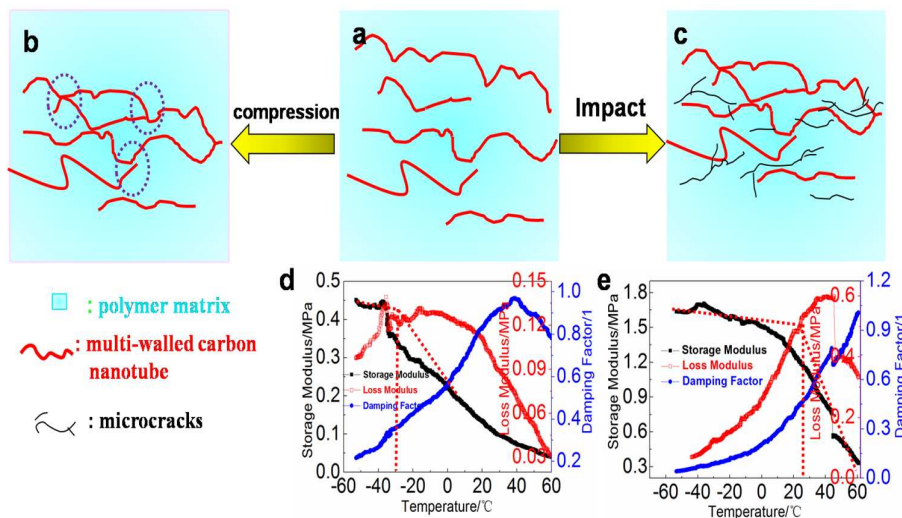 b
a
c
compression
Impact
: polymer matrix
: multi-walled carbon
nanotube
: microcracks
d
Storage Modulus/MPa
0.5
0.4
0.3
0.2
0.1
0.0
Storage Modulus
Loss Modulus
Damping Factor
0.15
0.12
0.09
0.06
0.03
Loss Modulus/MPa
1.0
0.8
0.6
0.4
0.2
Damping Factor/1
-60 -40 -20 0 20 40 60
Temperature/℃
e
Storage Modulus/MPa
1.8
1.5
1.2
0.9
0.6
0.3
Storage Modulus
Loss Modulus
Damping Factor
0.6
0.4
0.2
0.0
Loss Modulus/MPa
1.2
0.9
0.6
0.3
0.0
Damping Factor/1
-60 -40 -20 0 20 40 60
Temperature/℃